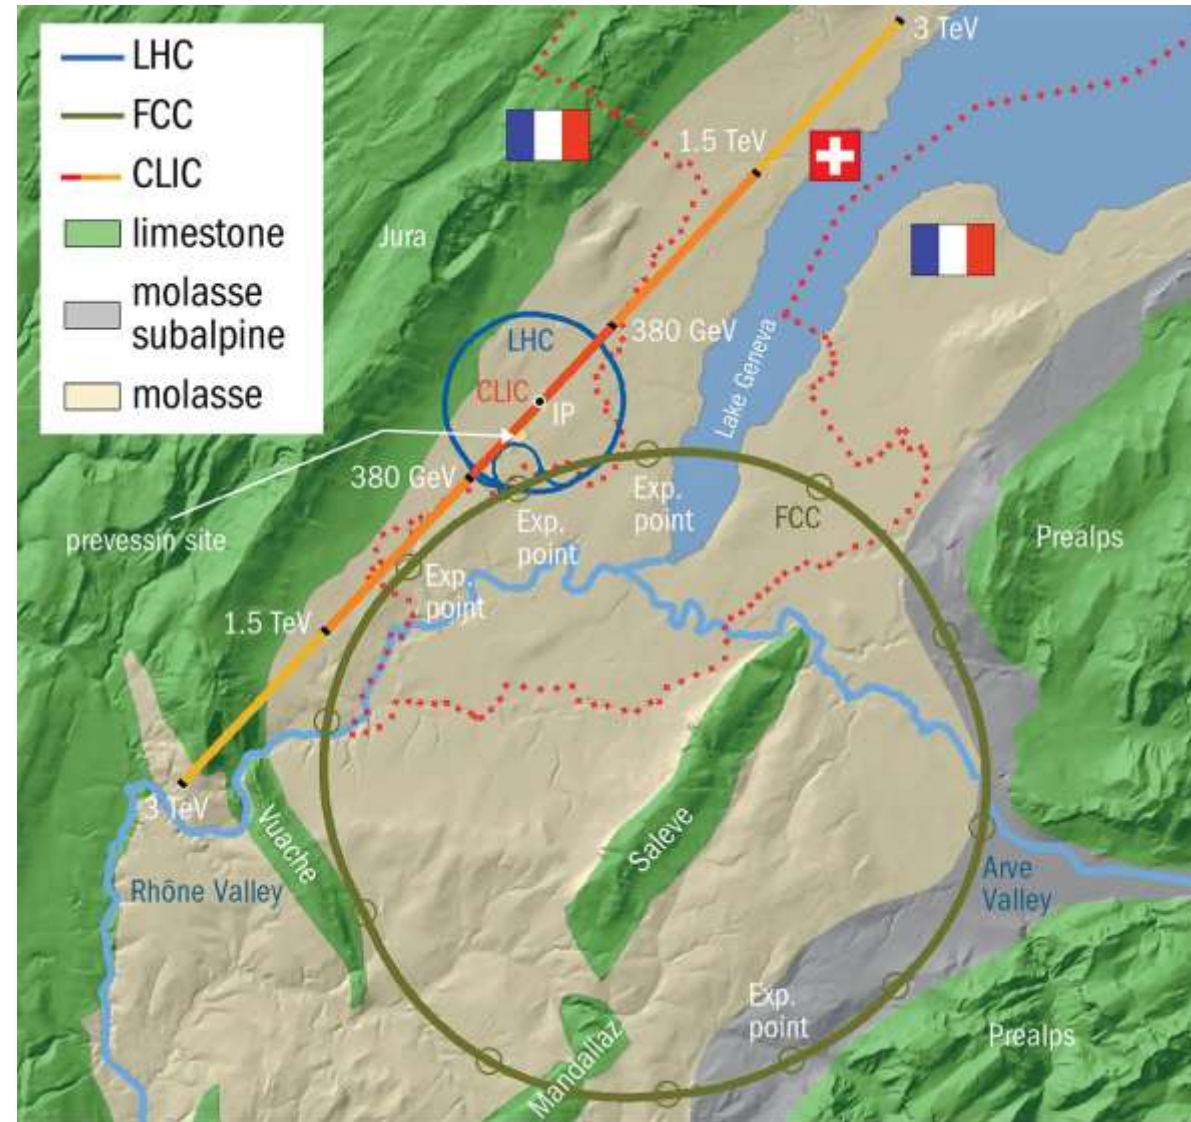 LHC
FCC
CLIC
limestone
molasse
subalpine
molasse
3 TeV
1.5 TeV
Jura
LHC
380 GeV
CLIC
IP
Lake Geneva
380 GeV
prevessin site
Exp.
point
Exp.
point
FCC
Prealps
Exp.
point
1.5 TeV
3 TeV
Vuache
Saleve
Rhône Valley
Arve
Valley
Exp.
point
Mandallaz
Prealps